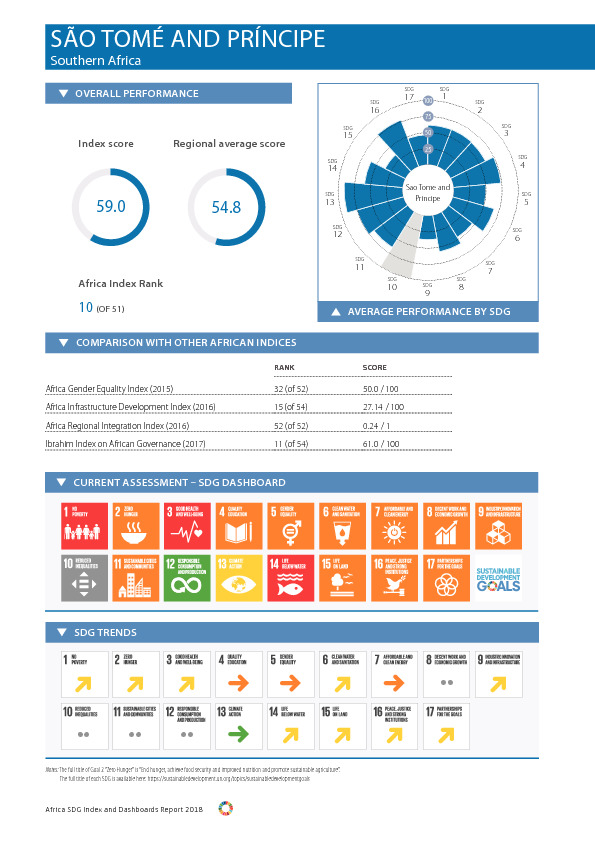 SÃO TOMÉ AND PRÍNCIPE
Southern Africa
OVERALL PERFORMANCE
Index score
Regional average score
59.0
54.8
Africa Index Rank
10 (OF 51)
SDG 1
SDG 2
SDG 3
SDG 4
SDG 5
SDG 6
SDG 7
SDG 8
SDG 9
SDG 10
SDG 11
SDG 12
SDG 13
SDG 14
SDG 15
SDG 16
SDG 17
100
75
50
25
Sao Tome and
Principe
AVERAGE PERFORMANCE BY SDG
COMPARISON WITH OTHER AFRICAN INDICES
RANK SCORE
Africa Gender Equality Index (2015) 32 (of 52) 50.0 / 100
Africa Infrastructure Development Index (2016) 15 (of 54) 27.14 / 100
Africa Regional Integration Index (2016) 52 (of 52) 0.24 / 1
Ibrahim Index on African Governance (2017) 11 (of 54) 61.0 / 100
CURRENT ASSESSMENT – SDG DASHBOARD
1 NO POVERTY
2 ZERO HUNGER
3 GOOD HEALTH AND WELL-BEING
4 QUALITY EDUCATION
5 GENDER EQUALITY
6 CLEAN WATER AND SANITATION
7 AFFORDABLE AND CLEAN ENERGY
8 DECENT WORK AND ECONOMIC GROWTH
9 INDUSTRY, INNOVATION AND INFRASTRUCTURE
10 REDUCED INEQUALITIES
11 SUSTAINABLE CITIES AND COMMUNITIES
12 RESPONSIBLE CONSUMPTION AND PRODUCTION
13 CLIMATE ACTION
14 LIFE BELOW WATER
15 LIFE ON LAND
16 PEACE, JUSTICE AND STRONG INSTITUTIONS
17 PARTNERSHIPS FOR THE GOALS
SUSTAINABLE
DEVELOPMENT
GOALS
SDG TRENDS
1 NO POVERTY
2 ZERO HUNGER
3 GOOD HEALTH AND WELL-BEING
4 QUALITY EDUCATION
5 GENDER EQUALITY
6 CLEAN WATER AND SANITATION
7 AFFORDABLE AND CLEAN ENERGY
8 DECENT WORK AND ECONOMIC GROWTH
9 INDUSTRY, INNOVATION AND INFRASTRUCTURE
10 REDUCED INEQUALITIES
11 SUSTAINABLE CITIES AND COMMUNITIES
12 RESPONSIBLE CONSUMPTION AND PRODUCTION
13 CLIMATE ACTION
14 LIFE BELOW WATER
15 LIFE ON LAND
16 PEACE, JUSTICE AND STRONG INSTITUTIONS
17 PARTNERSHIPS FOR THE GOALS
Notes: The full title of Goal 2 "Zero Hunger" is "End hunger, achieve food security and improved nutrition and promote sustainable agriculture".
The full title of each SDG is available here: https://sustainabledevelopment.un.org/topics/sustainabledevelopmentgoals
Africa SDG Index and Dashboards Report 2018